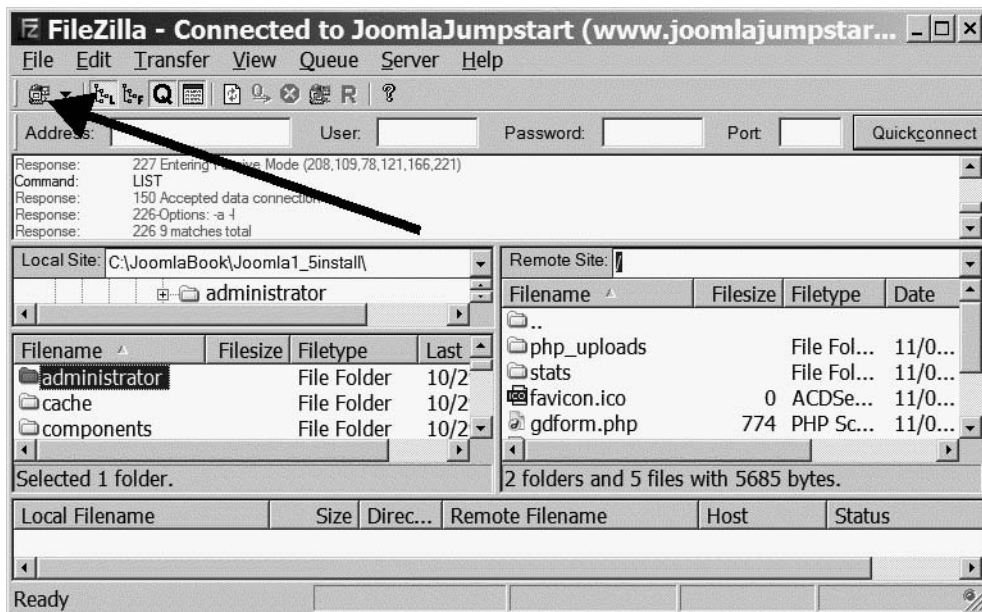 FileZilla - Connected to JoomlaJumpstart (www.joomlajumpstar...
File Edit Transfer View Queue Server Help
Address: User: Password: Port Quickconnect
Response: 227 Entering Passive Mode (208,109,78,121,166,221)
Command: LIST
Response: 150 Accepted data connection
Response: 226-Options: -a -l
Response: 226 9 matches total
Local Site: C:\JoomlaBook\Joomla1_5install\
administrator
Filename Filesize Filetype Last
administrator File Folder 10/2
cache File Folder 10/2
components File Folder 10/2
Selected 1 folder.
Remote Site: /
Filename Filesize Filetype Date
..
php_uploads File Fol... 11/0...
stats File Fol... 11/0...
favicon.ico 0 ACDSe... 11/0...
gdform.php 774 PHP Sc... 11/0...
2 folders and 5 files with 5685 bytes.
Local Filename Size Direc... Remote Filename Host Status
Ready